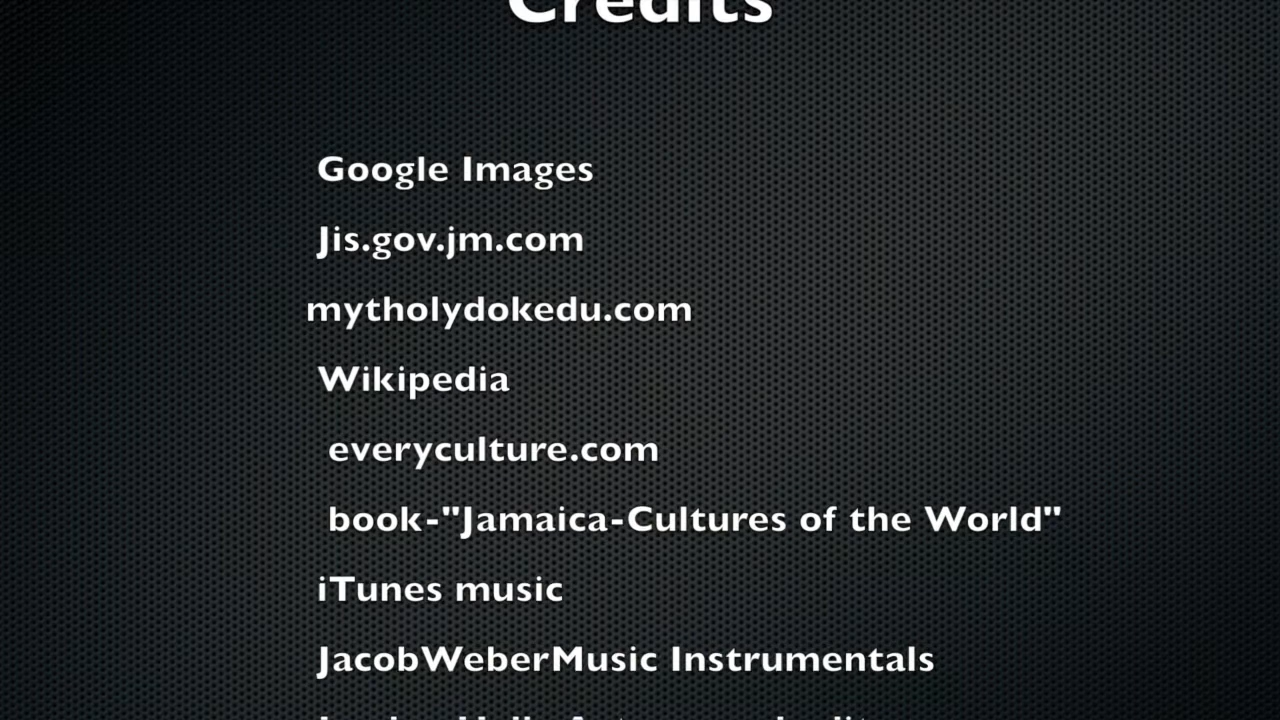 Credits
Google Images
Jis.gov.jm.com
mytholydokedu.com
Wikipedia
everyculture.com
book-"Jamaica-Cultures of the World"
iTunes music
JacobWeberMusic Instrumentals